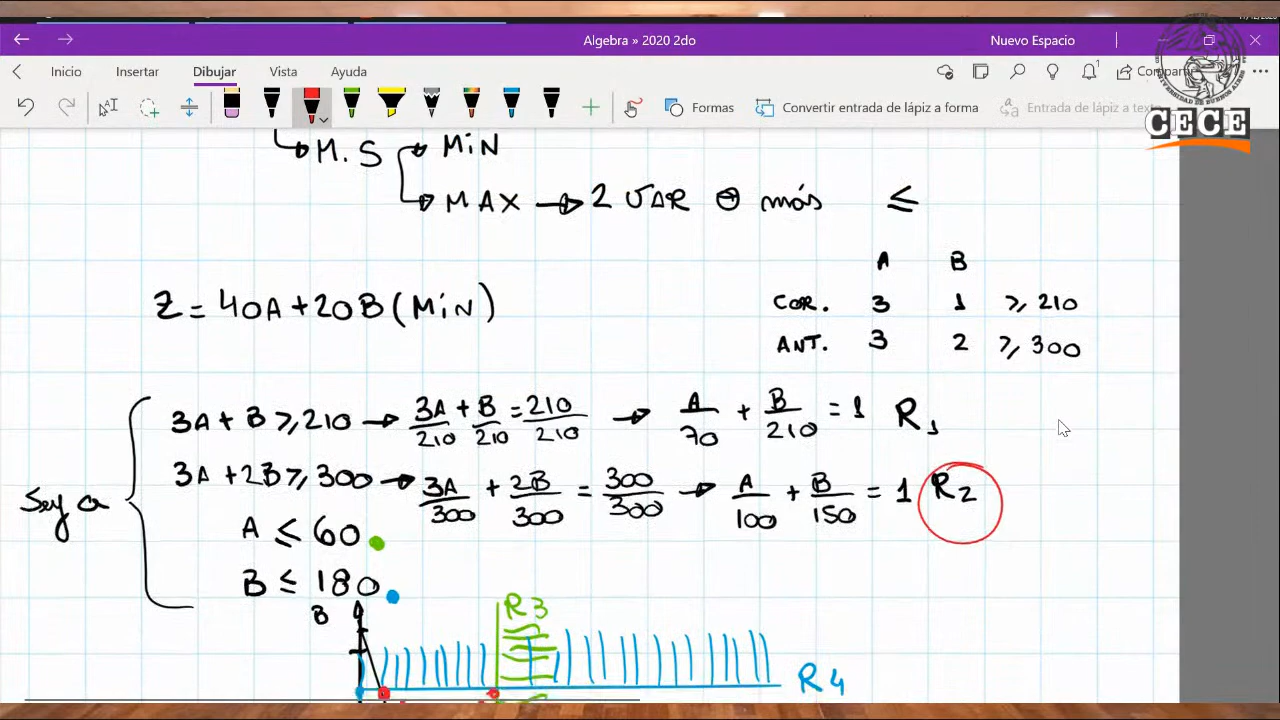 Algebra » 2020 2do
Nuevo Espacio
Inicio Insertar Dibujar Vista Ayuda
Compartir
Formas
Convertir entrada de lápiz a forma
Entrada de lápiz a texto
CECE
M.S MiN
MAX 2 VAR ⊖ más ≤
A B
COR. 3 1 ≥ 210
ANT. 3 2 ≥ 300
Z = 40A + 20B (MiN)
3A + B ≥ 210 → 3A/210 + B/210 = 210/210 → A/70 + B/210 = 1 R1
3A + 2B ≥ 300 → 3A/300 + 2B/300 = 300/300 → A/100 + B/150 = 1 R2
Sey a
A ≤ 60
B ≤ 180
B
R3
R4